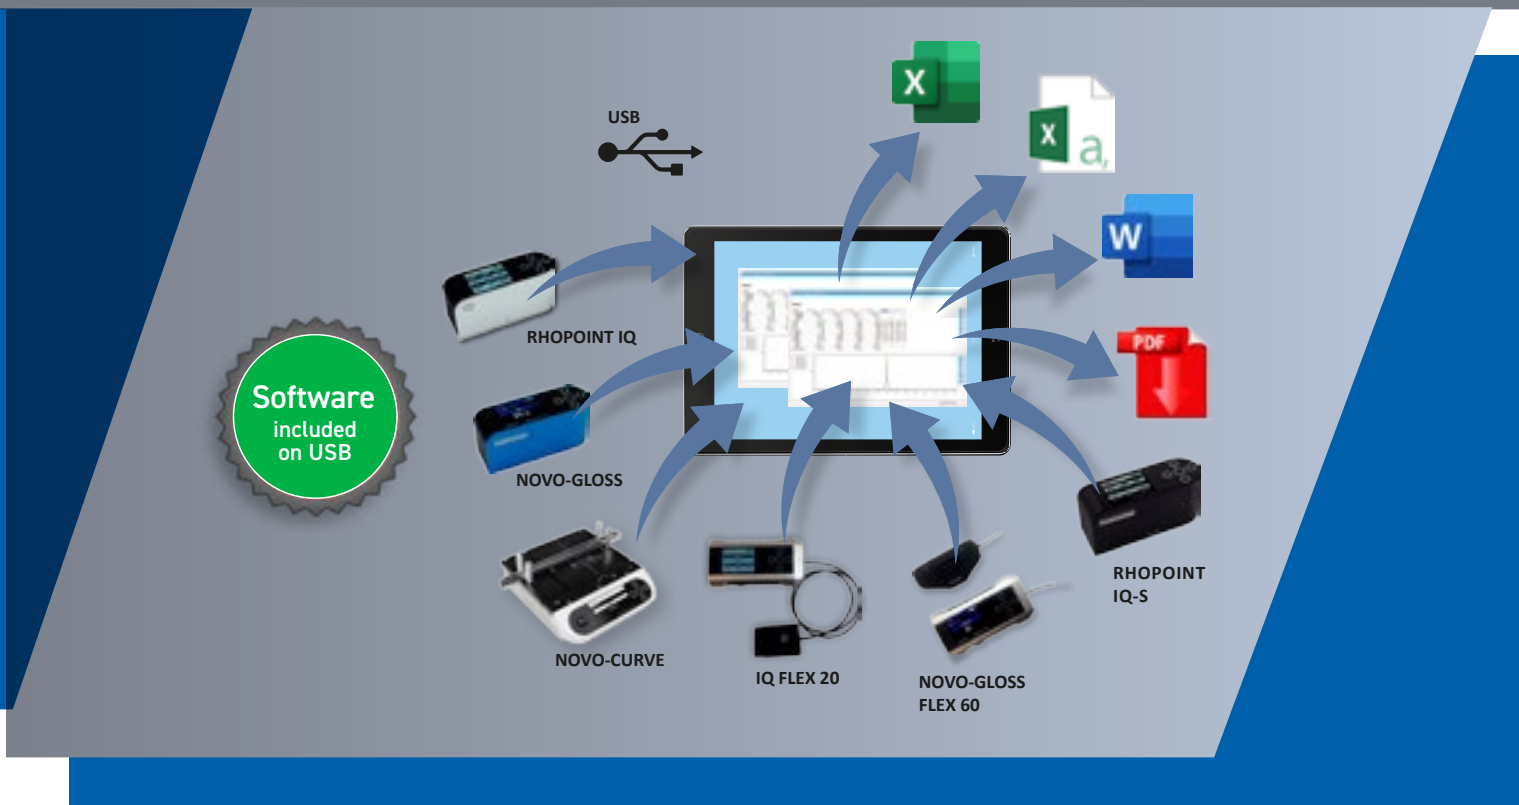 USB
X
X
a,
W
PDF
RHOPOINT IQ
Software
included
on USB
NOVO-GLOSS
RHOPOINT
IQ-S
NOVO-CURVE
IQ FLEX 20
NOVO-GLOSS
FLEX 60